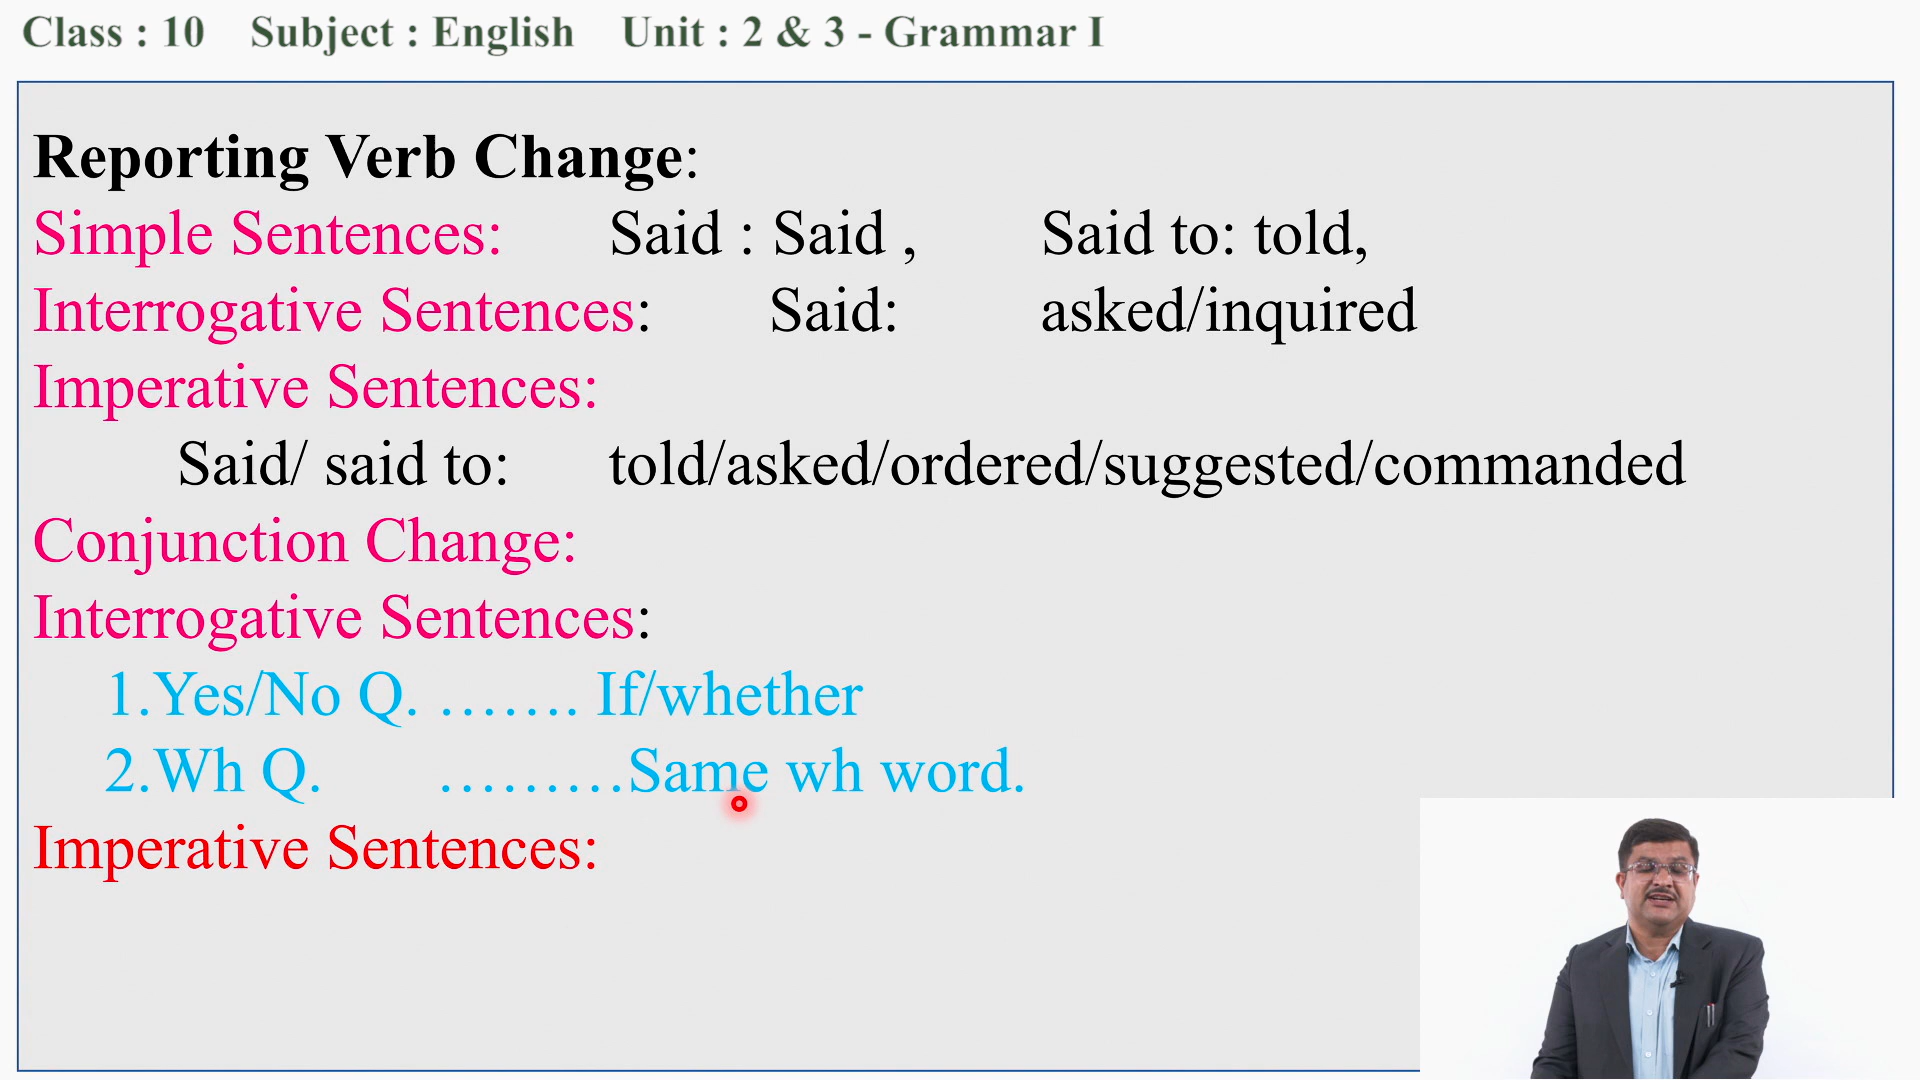 Class : 10 Subject : English Unit : 2 & 3 - Grammar I
Reporting Verb Change:
Simple Sentences: Said : Said , Said to: told,
Interrogative Sentences: Said: asked/inquired
Imperative Sentences:
Said/ said to: told/asked/ordered/suggested/commanded
Conjunction Change:
Interrogative Sentences:
1.Yes/No Q. ……. If/whether
2.Wh Q. ………Same wh word.
Imperative Sentences: